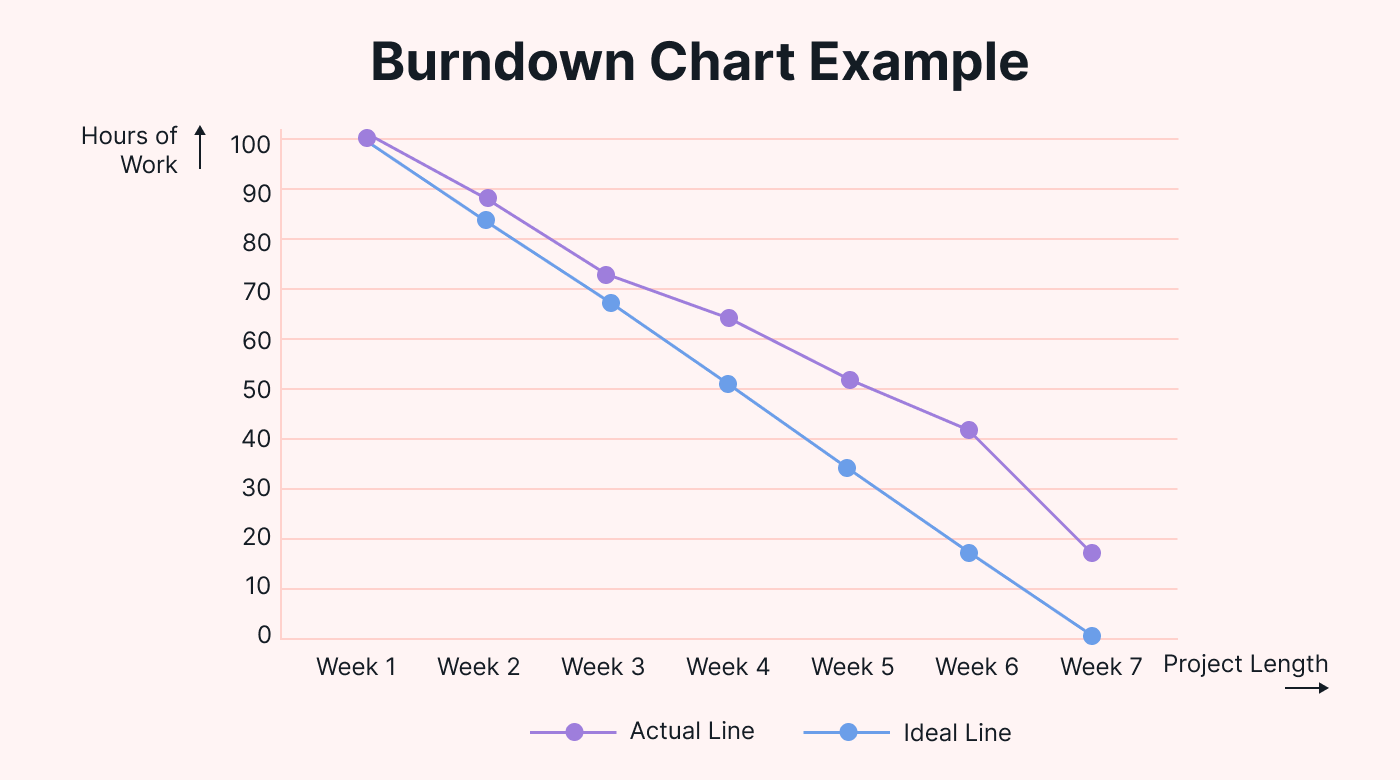 Burndown Chart Example
Hours of
Work
100
90
80
70
60
50
40
30
20
10
0
Week 1
Week 2
Week 3
Week 4
Week 5
Week 6
Week 7
Project Length
Actual Line
Ideal Line